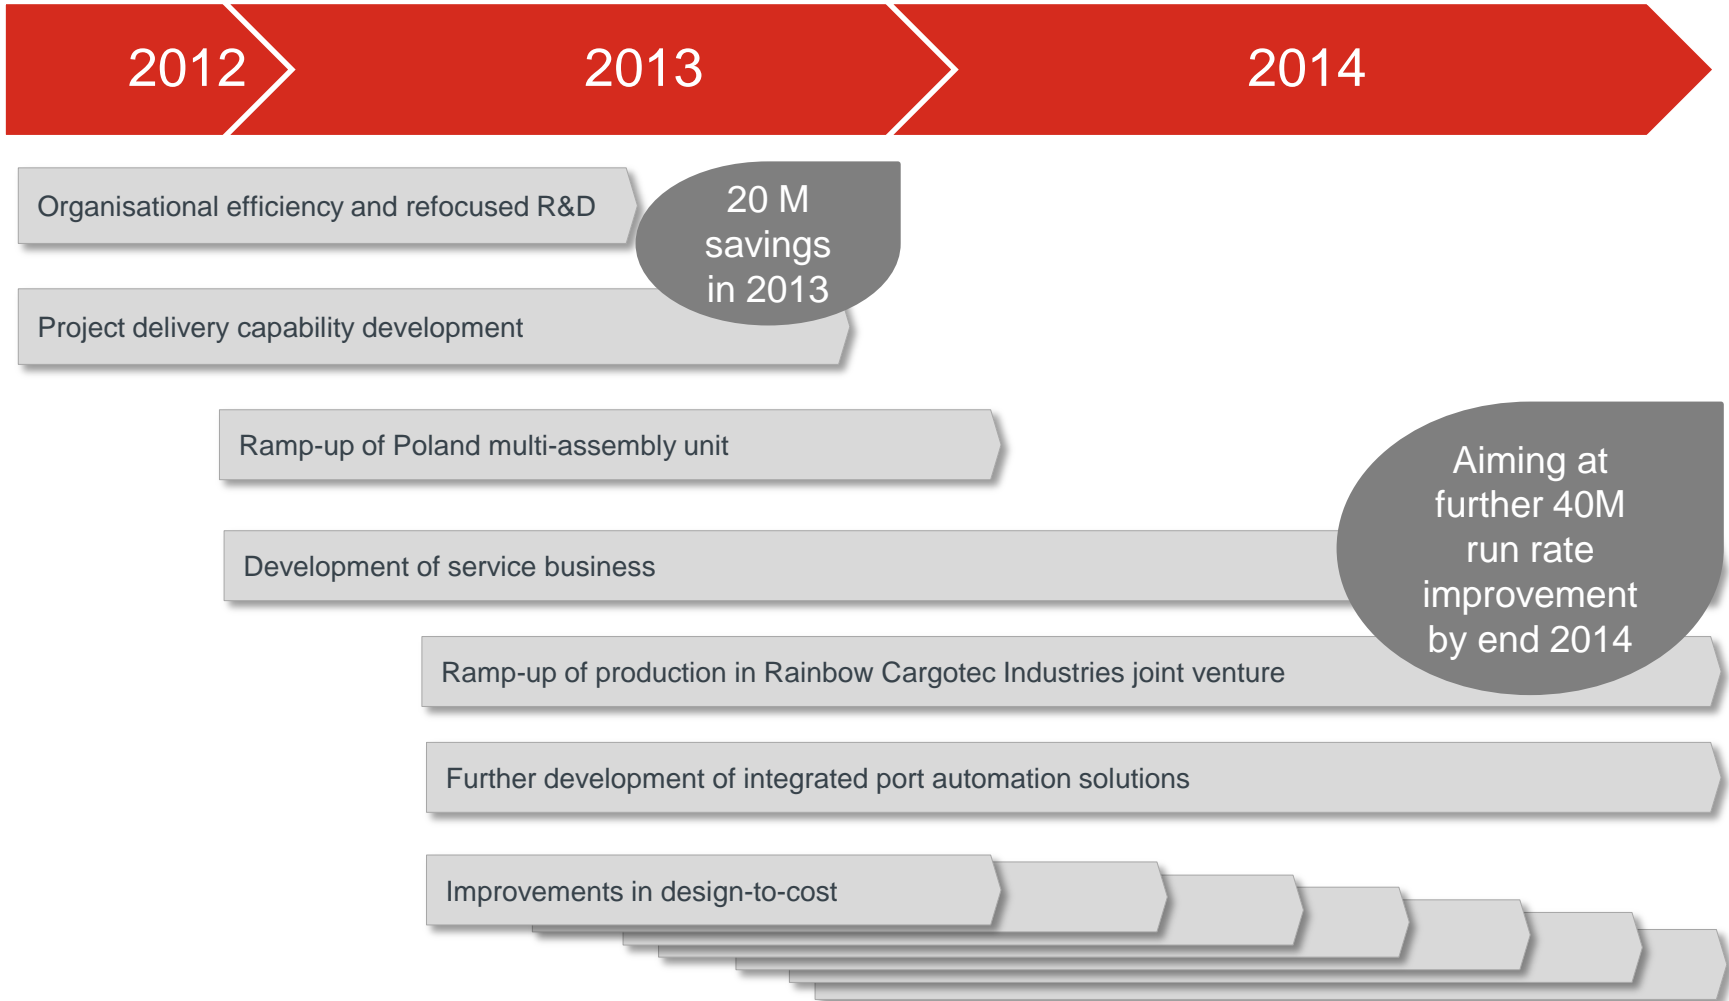 2012
2013
2014
Organisational efficiency and refocused R&D
20 M
savings
in 2013
Project delivery capability development
Ramp-up of Poland multi-assembly unit
Aiming at
further 40M
run rate
improvement
by end 2014
Development of service business
Ramp-up of production in Rainbow Cargotec Industries joint venture
Further development of integrated port automation solutions
Improvements in design-to-cost